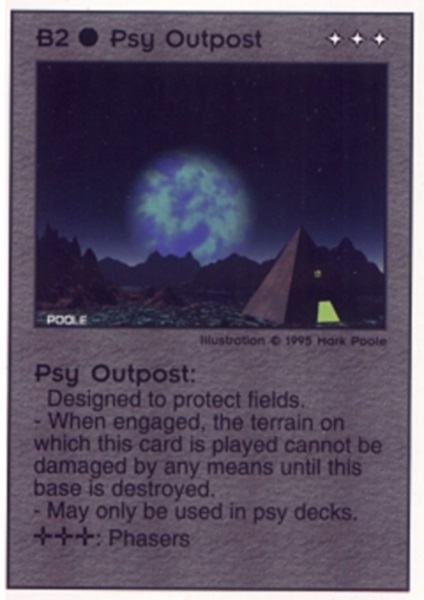 B2 ● Psy Outpost
POOLE
Illustration © 1995 Mark Poole
Psy Outpost:
Designed to protect fields.
- When engaged, the terrain on
which this card is played cannot be
damaged by any means until this
base is destroyed.
- May only be used in psy decks.
✛✛✛: Phasers